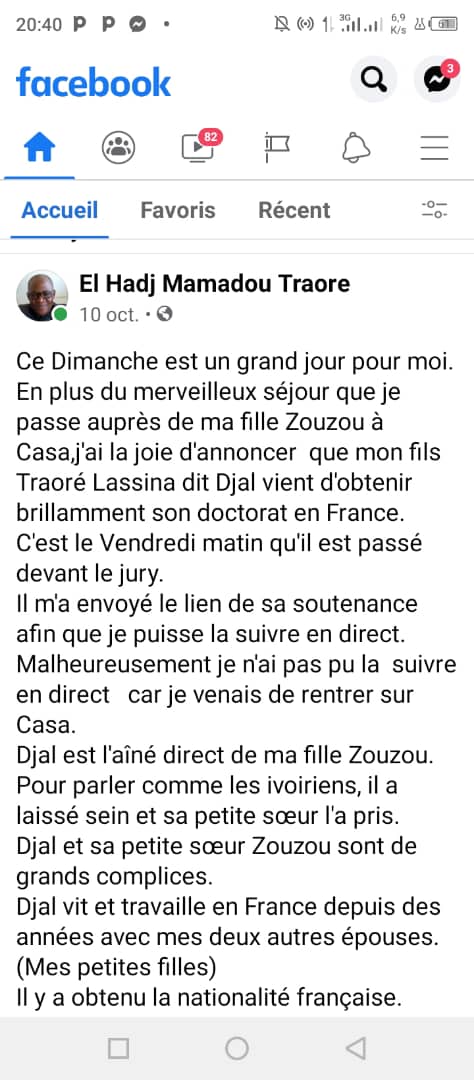 20:40
3G
6,9
K/s
61
facebook
3
82
Accueil Favoris Récent
El Hadj Mamadou Traore
10 oct. •
Ce Dimanche est un grand jour pour moi.
En plus du merveilleux séjour que je
passe auprès de ma fille Zouzou à
Casa,j'ai la joie d'annoncer que mon fils
Traoré Lassina dit Djal vient d'obtenir
brillamment son doctorat en France.
C'est le Vendredi matin qu'il est passé
devant le jury.
Il m'a envoyé le lien de sa soutenance
afin que je puisse la suivre en direct.
Malheureusement je n'ai pas pu la suivre
en direct car je venais de rentrer sur
Casa.
Djal est l'aîné direct de ma fille Zouzou.
Pour parler comme les ivoiriens, il a
laissé sein et sa petite sœur l'a pris.
Djal et sa petite sœur Zouzou sont de
grands complices.
Djal vit et travaille en France depuis des
années avec mes deux autres épouses.
(Mes petites filles)
Il y a obtenu la nationalité française.